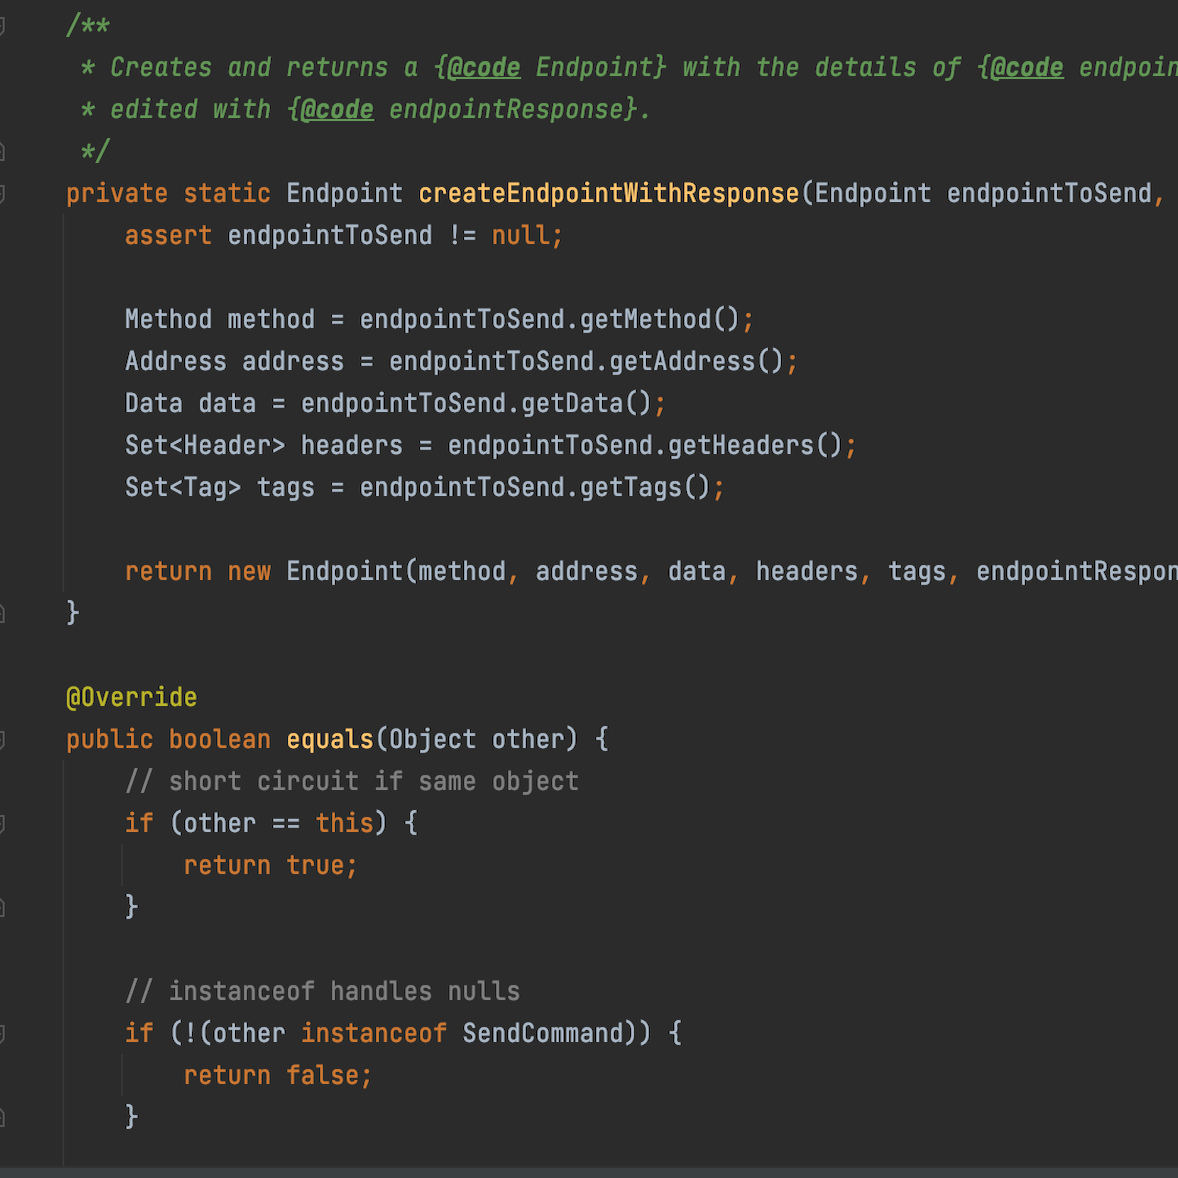 /**
* Creates and returns a {@code Endpoint} with the details of {@code
* edited with {@code endpointResponse}.
*/
private static Endpoint createEndpointWithResponse(Endpoint endpointToSend,
assert endpointToSend != null;
Method method = endpointToSend.getMethod();
Address address = endpointToSend.getAddress();
Data data = endpointToSend.getData();
Set<Header> headers = endpointToSend.getHeaders();
Set<Tag> tags = endpointToSend.getTags();
return new Endpoint(method, address, data, headers, tags,
}
@Override
public boolean equals(Object other) {
// short circuit if same object
if (other == this) {
return true;
}
// instanceof handles nulls
if (!(other instanceof SendCommand)) {
return false;
}